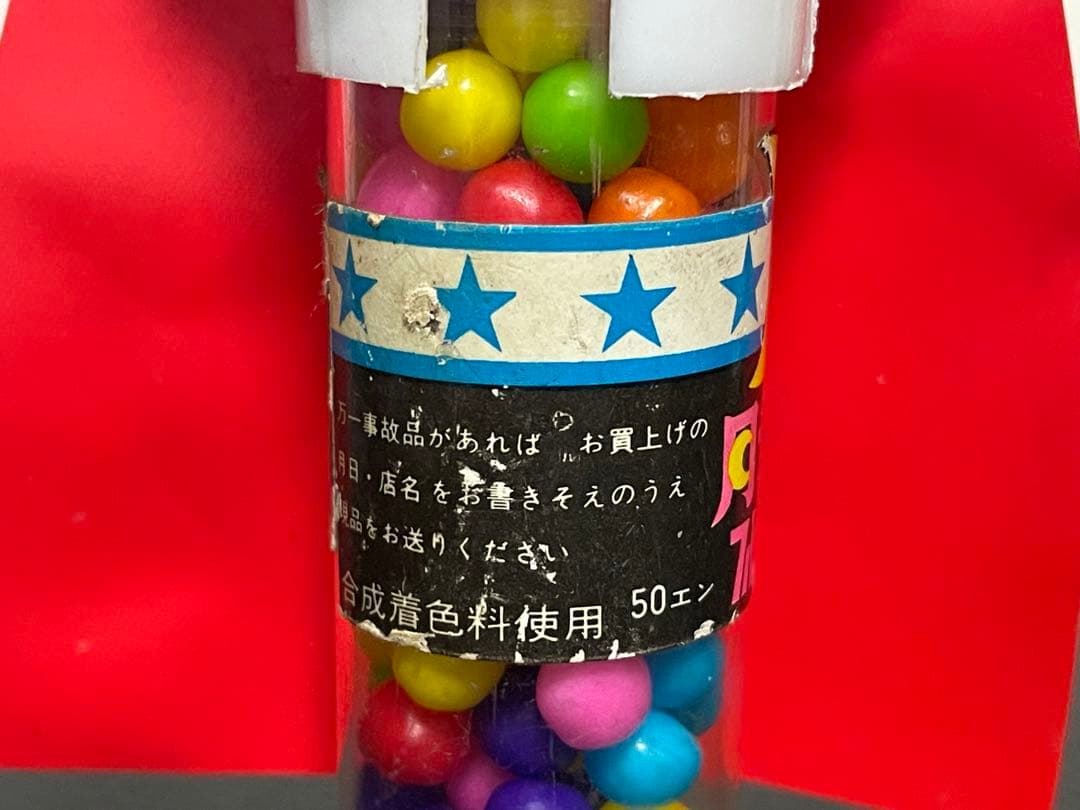 万一事故品があれば お買上げの
月日・店名をお書きそえのうえ
現品をお送りください
合成着色料使用 50エン